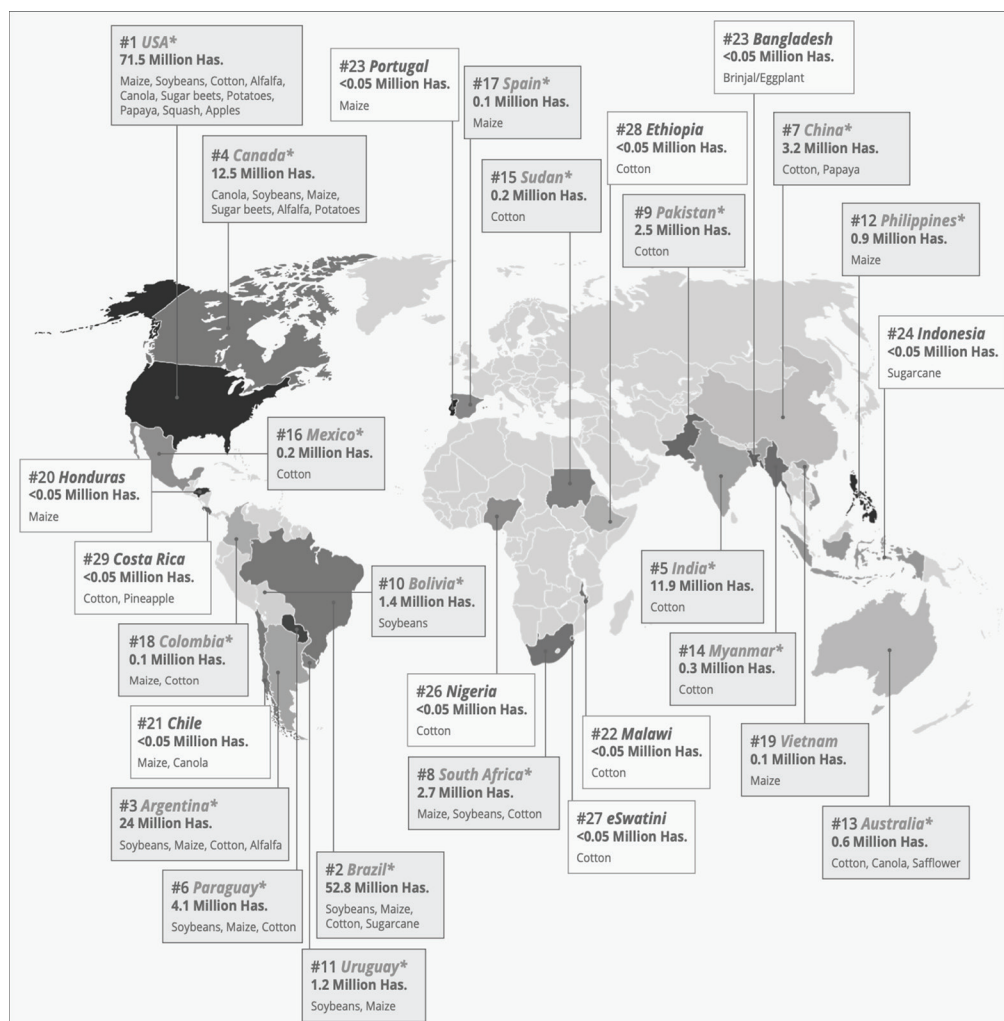 #1 USA*
71.5 Million Has.
Maize, Soybeans, Cotton, Alfalfa,
Canola, Sugar beets, Potatoes,
Papaya, Squash, Apples
#23 Portugal
<0.05 Million Has.
Maize
#17 Spain*
0.1 Million Has.
Maize
#23 Bangladesh
<0.05 Million Has.
Brinjal/Eggplant
#4 Canada*
12.5 Million Has.
Canola, Soybeans, Maize,
Sugar beets, Alfalfa, Potatoes
#15 Sudan*
0.2 Million Has.
Cotton
#28 Ethiopia
<0.05 Million Has.
Cotton
#7 China*
3.2 Million Has.
Cotton, Papaya
#9 Pakistan*
2.5 Million Has.
Cotton
#12 Philippines*
0.9 Million Has.
Maize
#24 Indonesia
<0.05 Million Has.
Sugarcane
#16 Mexico*
0.2 Million Has.
Cotton
#20 Honduras
<0.05 Million Has.
Maize
#29 Costa Rica
<0.05 Million Has.
Cotton, Pineapple
#10 Bolivia*
1.4 Million Has.
Soybeans
#5 India*
11.9 Million Has.
Cotton
#18 Colombia*
0.1 Million Has.
Maize, Cotton
#14 Myanmar*
0.3 Million Has.
Cotton
#26 Nigeria
<0.05 Million Has.
Cotton
#21 Chile
<0.05 Million Has.
Maize, Canola
#22 Malawi
<0.05 Million Has.
Cotton
#19 Vietnam
0.1 Million Has.
Maize
#8 South Africa*
2.7 Million Has.
Maize, Soybeans, Cotton
#3 Argentina*
24 Million Has.
Soybeans, Maize, Cotton, Alfalfa
#27 eSwatini
<0.05 Million Has.
Cotton
#13 Australia*
0.6 Million Has.
Cotton, Canola, Safflower
#2 Brazil*
52.8 Million Has.
Soybeans, Maize,
Cotton, Sugarcane
#6 Paraguay*
4.1 Million Has.
Soybeans, Maize, Cotton
#11 Uruguay*
1.2 Million Has.
Soybeans, Maize